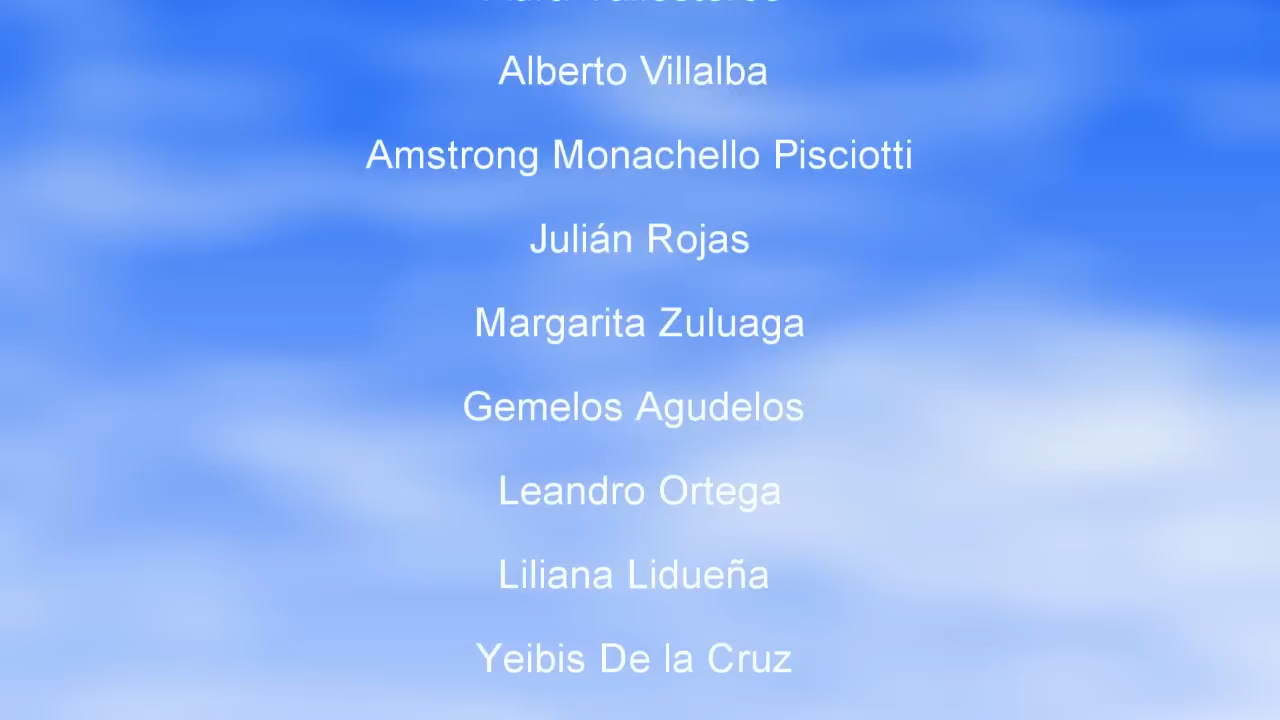 Alberto Villalba
Amstrong Monachello Pisciotti
Julián Rojas
Margarita Zuluaga
Gemelos Agudelos
Leandro Ortega
Liliana Lidueña
Yeibis De la Cruz